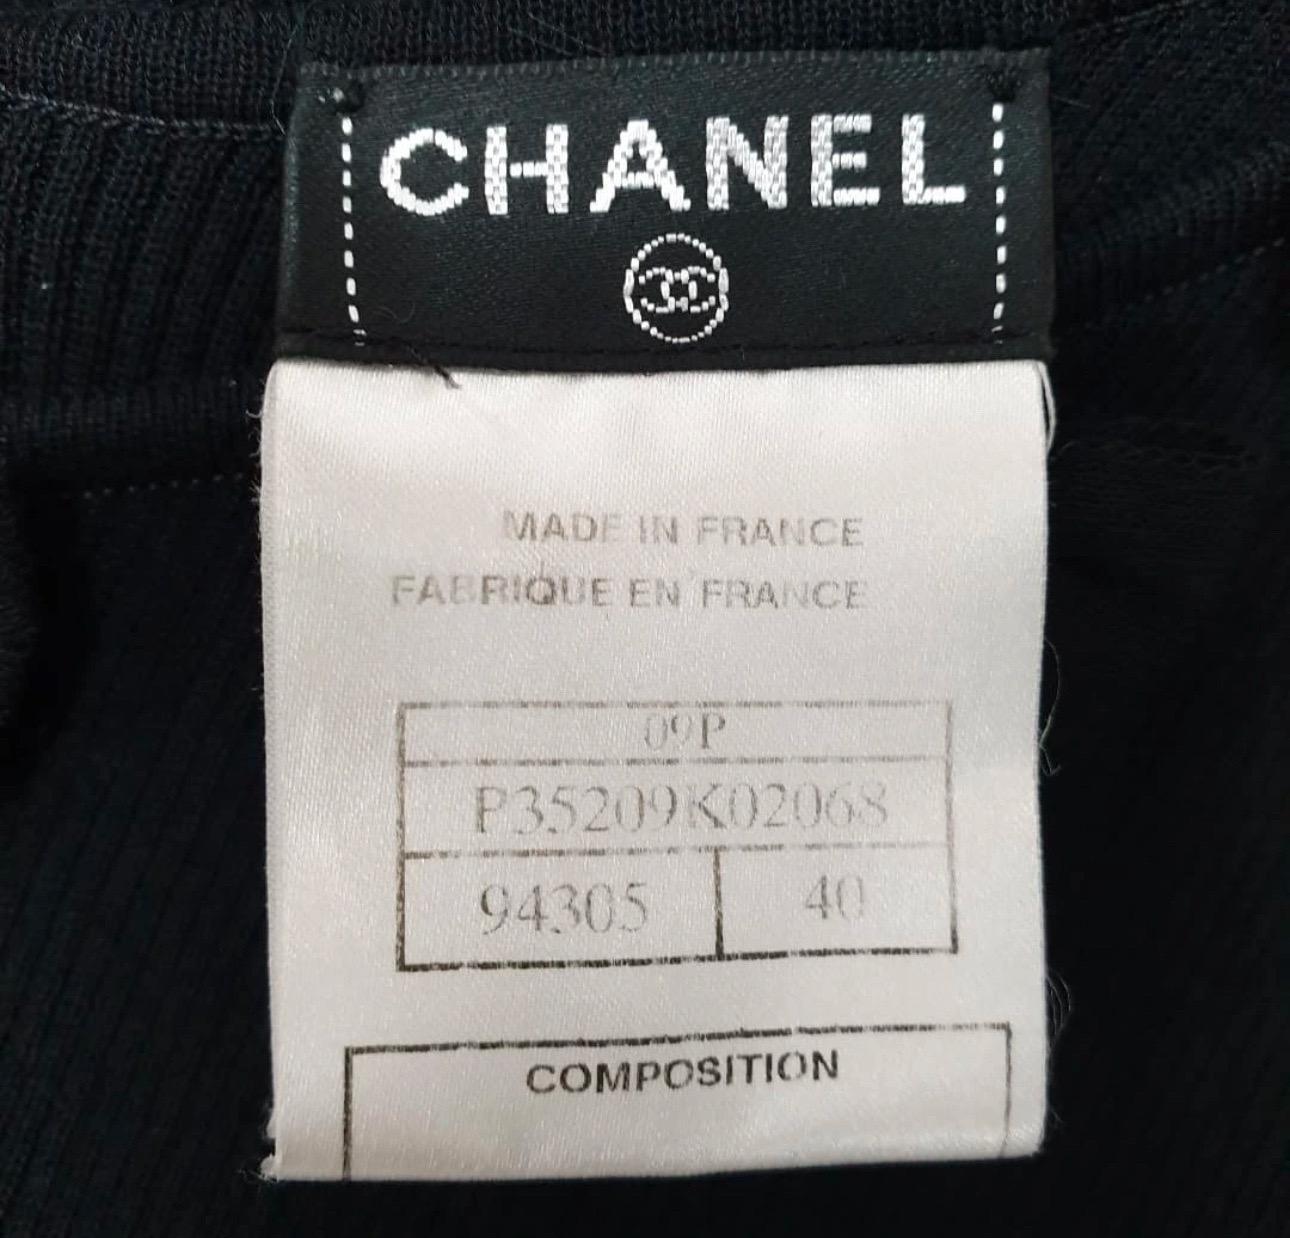 CHANEL
MADE IN FRANCE
FABRIQUE EN FRANCE
09P
P35209K02068
94305 40
COMPOSITION